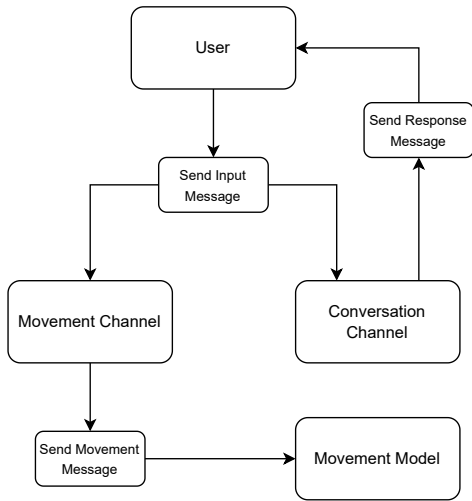 User
Send Response
Message
Send Input
Message
Movement Channel
Conversation
Channel
Send Movement
Message
Movement Model